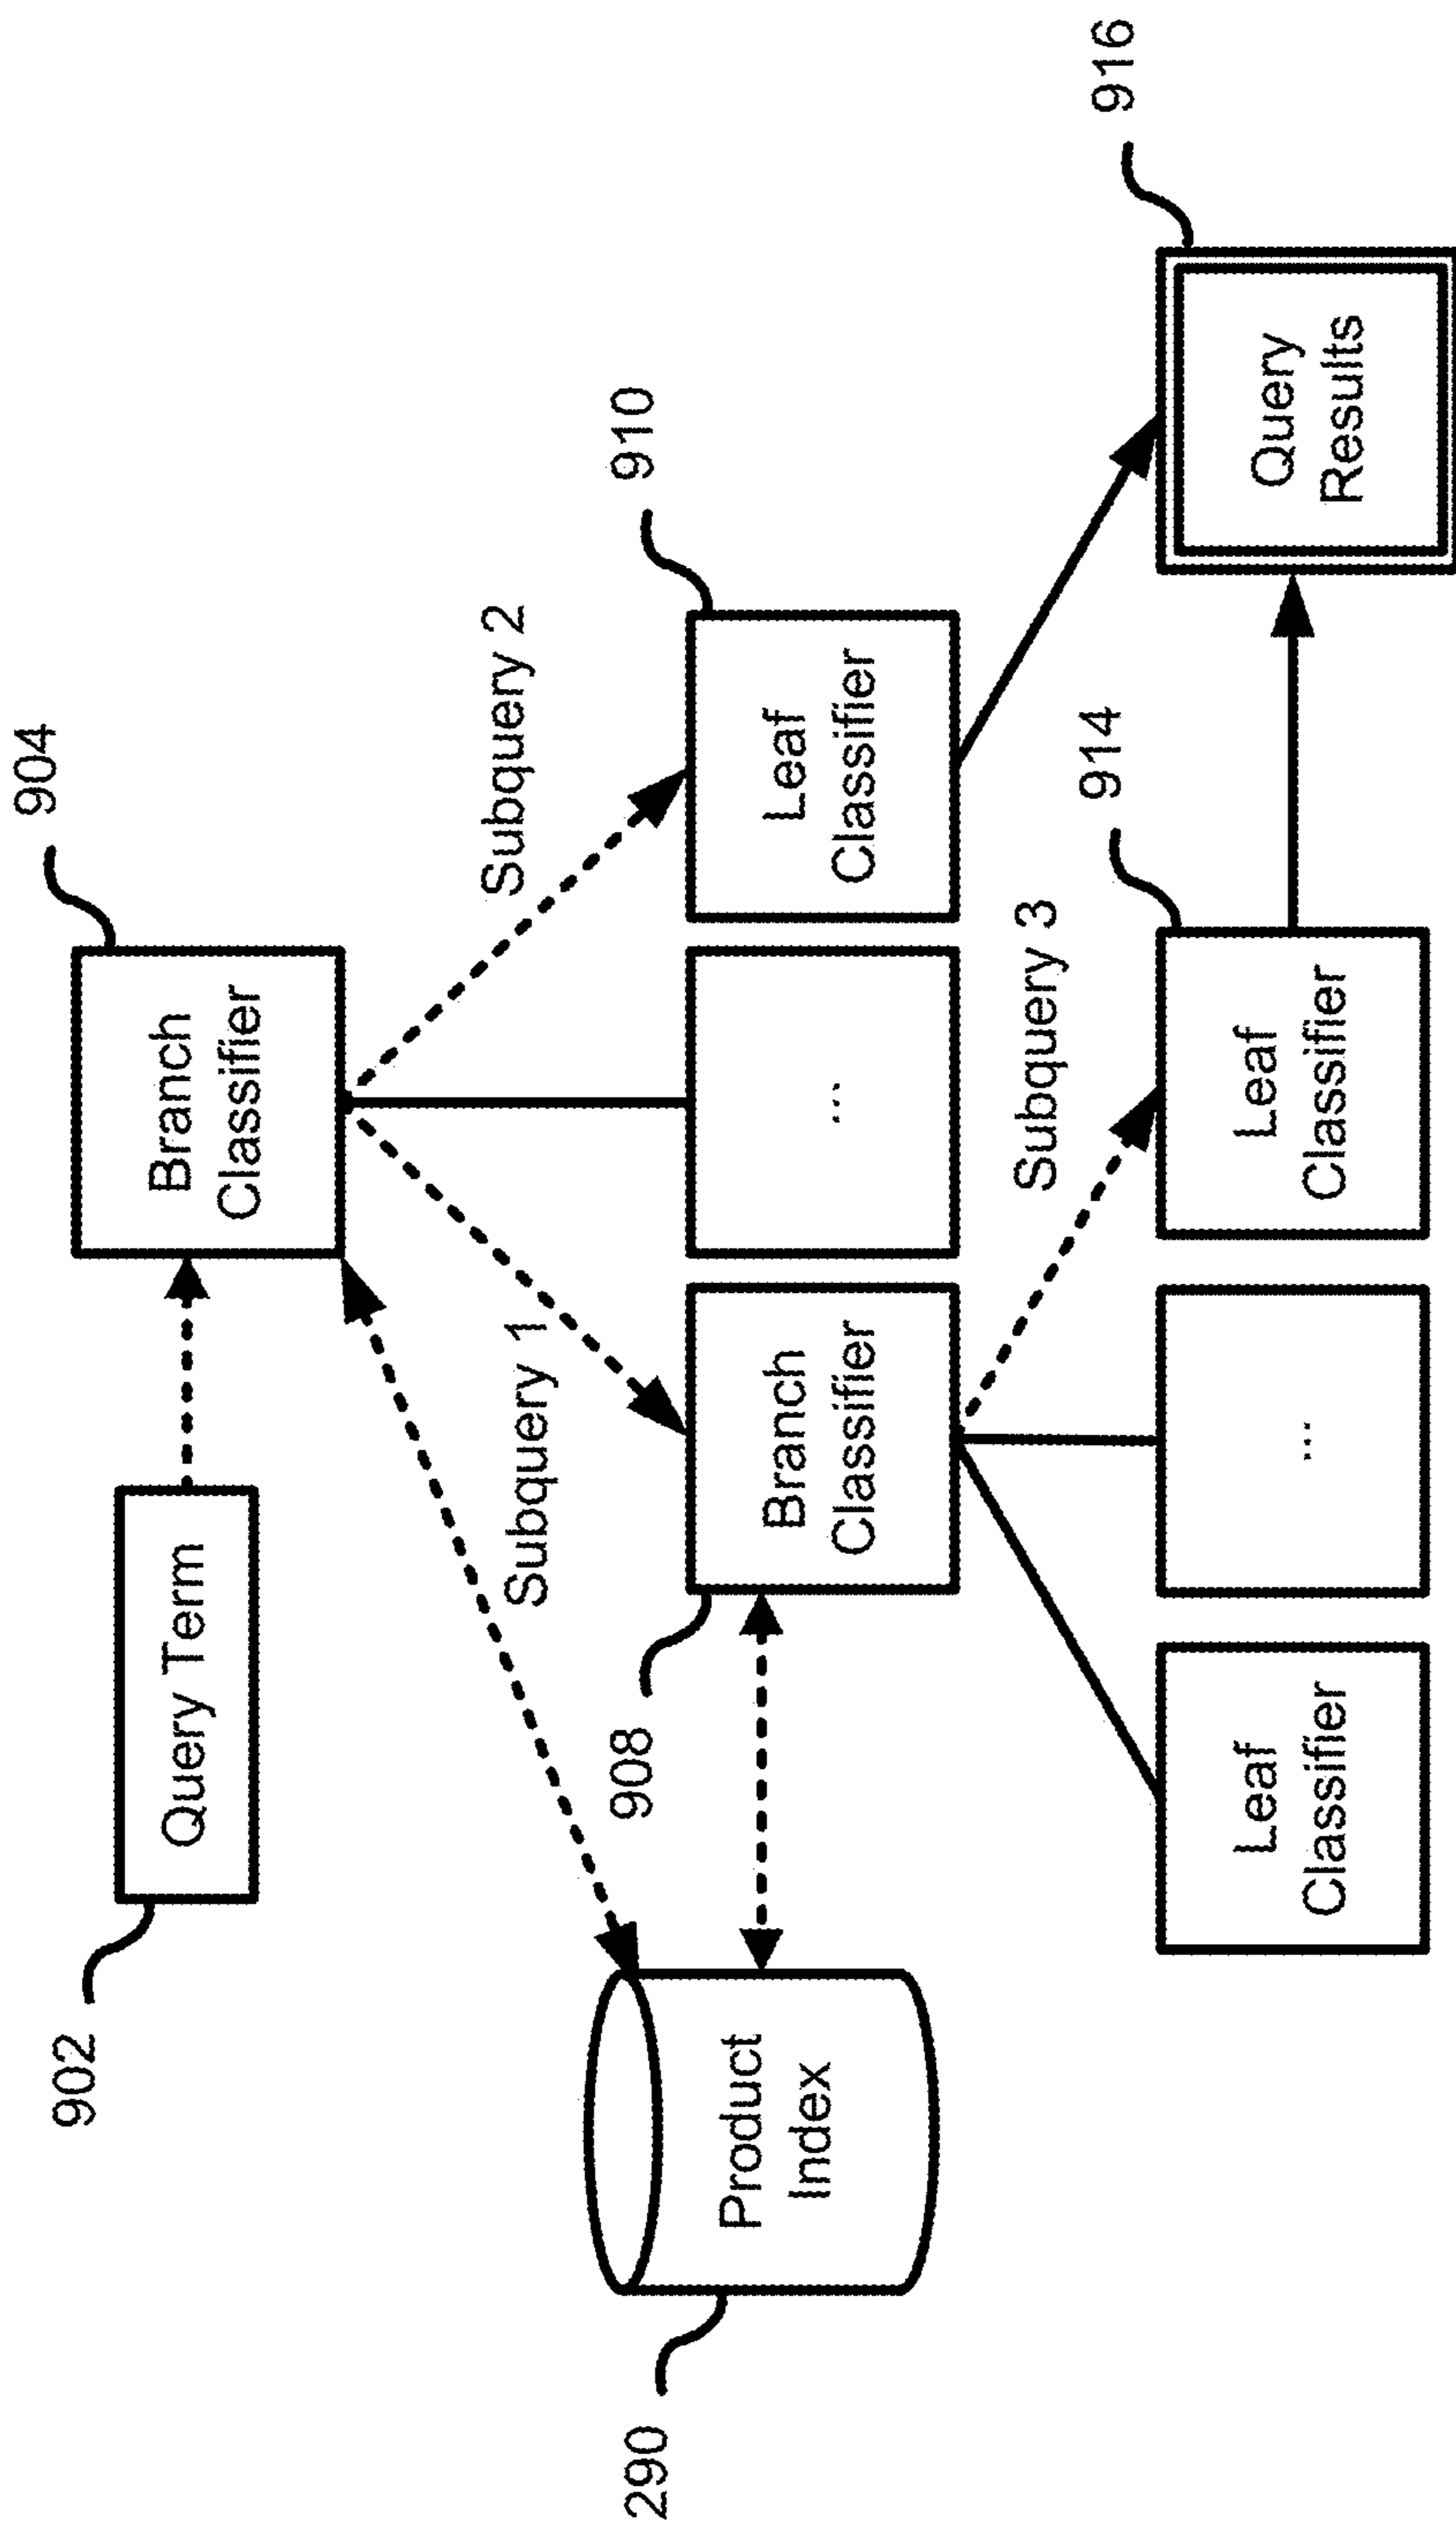 904
Branch
Classifier
902
Query Term
Subquery 1
Subquery 2
290
Product
Index
908
Branch
Classifier
...
910
Leaf
Classifier
Subquery 3
Leaf
Classifier
...
914
Leaf
Classifier
916
Query
Results